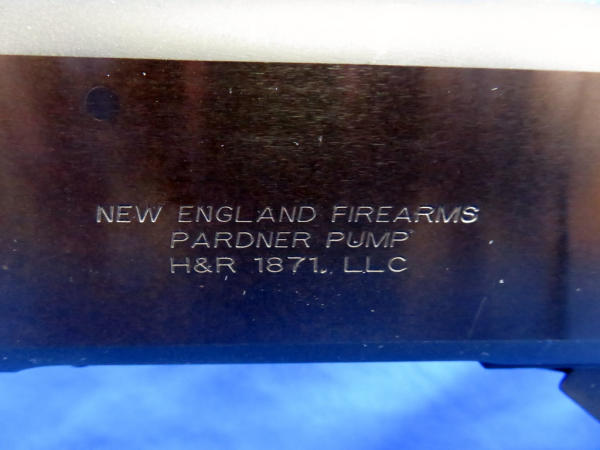 NEW ENGLAND FIREARMS
PARDNER PUMP
H&R 1871, LLC